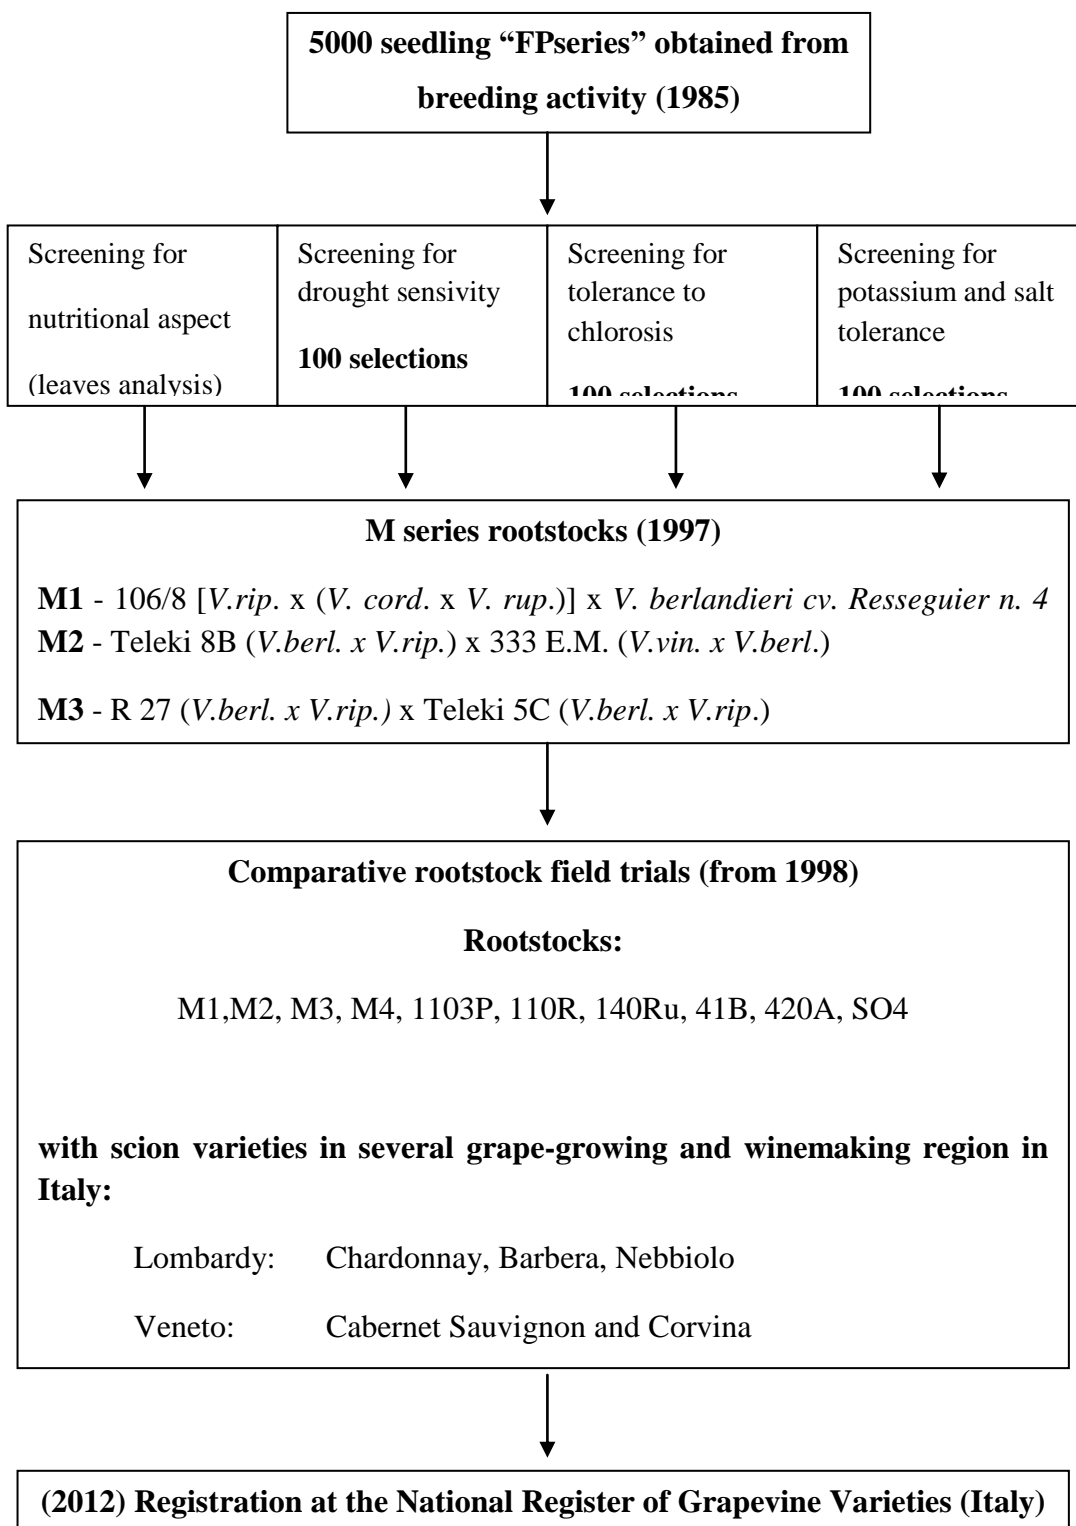 5000 seedling “FPseries” obtained from
breeding activity (1985)
Screening for
nutritional aspect
(leaves analysis)
Screening for
drought sensivity
100 selections
Screening for
tolerance to
chlorosis
100 selections
Screening for
potassium and salt
tolerance
100 selections
M series rootstocks (1997)
M1 - 106/8 [V.rip. x (V. cord. x V. rup.)] x V. berlandieri cv. Resseguier n. 4
M2 - Teleki 8B (V.berl. x V.rip.) x 333 E.M. (V.vin. x V.berl.)
M3 - R 27 (V.berl. x V.rip.) x Teleki 5C (V.berl. x V.rip.)
Comparative rootstock field trials (from 1998)
Rootstocks:
M1,M2, M3, M4, 1103P, 110R, 140Ru, 41B, 420A, SO4
with scion varieties in several grape-growing and winemaking region in
Italy:
Lombardy: Chardonnay, Barbera, Nebbiolo
Veneto: Cabernet Sauvignon and Corvina
(2012) Registration at the National Register of Grapevine Varieties (Italy)